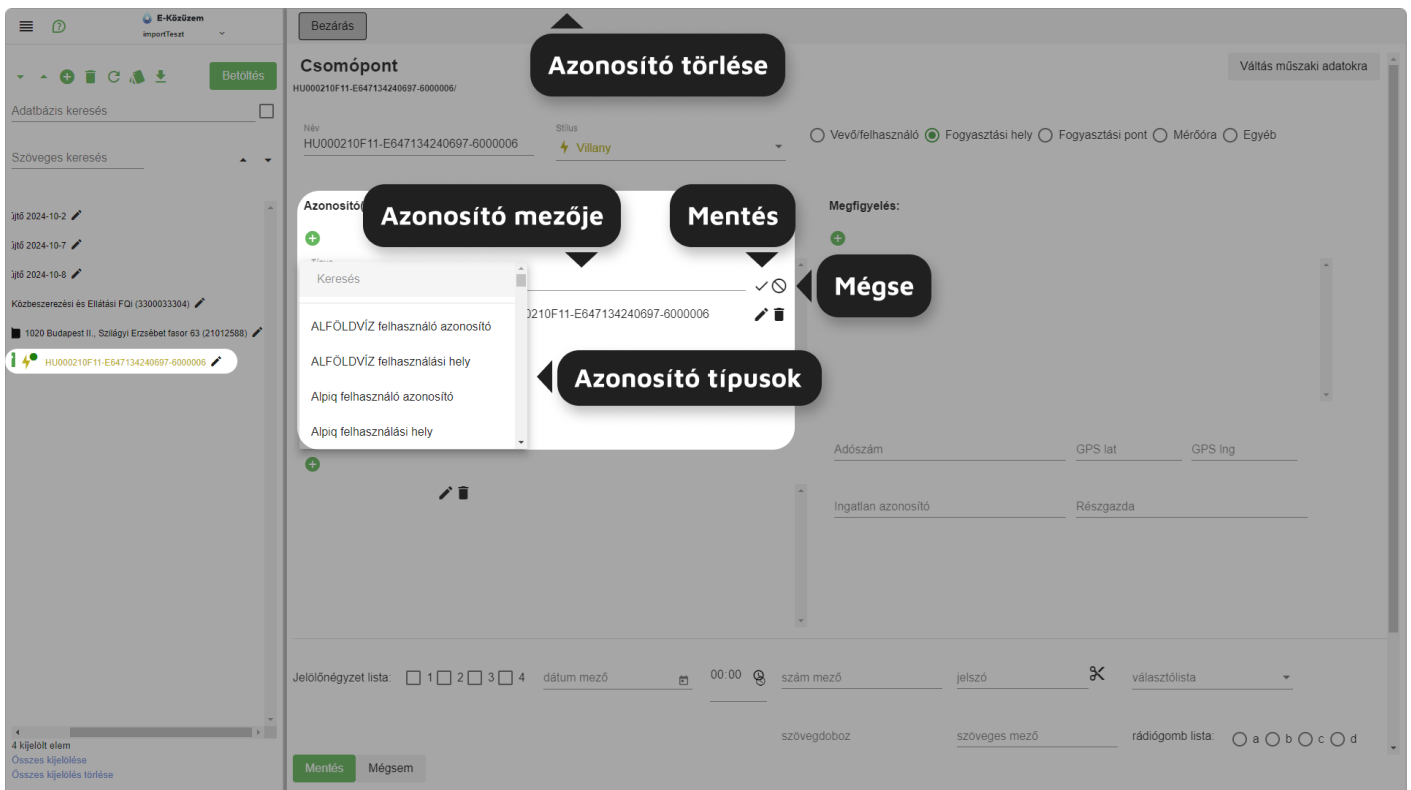 E-Közüzem
importTeszt
Bezárás
Azonosító törlése
Betöltés
Adatbázis keresés
Szöveges keresés
újtő 2024-10-2
újtő 2024-10-7
újtő 2024-10-8
Közbeszerezési és Ellátási FQi (3300033304)
1020 Budapest II., Szilágyi Erzsébet fasor 63 (21012588)
HU000210F11-E647134240697-6000006
4 kijelölt elem
Összes kijelölése
Összes kijelölés törlése
Csomópont
HU000210F11-E647134240697-6000006/
Váltás műszaki adatokra
Név
HU000210F11-E647134240697-6000006
Stílus
Villany
Vevő/felhasználó Fogyasztási hely Fogyasztási pont Mérőóra Egyéb
Azonosító mezője
Mentés
Megfigyelés:
Keresés
Mégse
210F11-E647134240697-6000006
ALFÖLDVÍZ felhasználó azonosító
ALFÖLDVÍZ felhasználási hely
Alpiq felhasználó azonosító
Alpiq felhasználási hely
Azonosító típusok
Adószám
GPS lat
GPS lng
Ingatlan azonosító
Részgazda
Jelölőnégyzet lista: 1 2 3 4
dátum mező
00:00
szám mező
jelszó
választólista
szövegdoboz
szöveges mező
rádiógomb lista: a b c d
Mentés
Mégsem